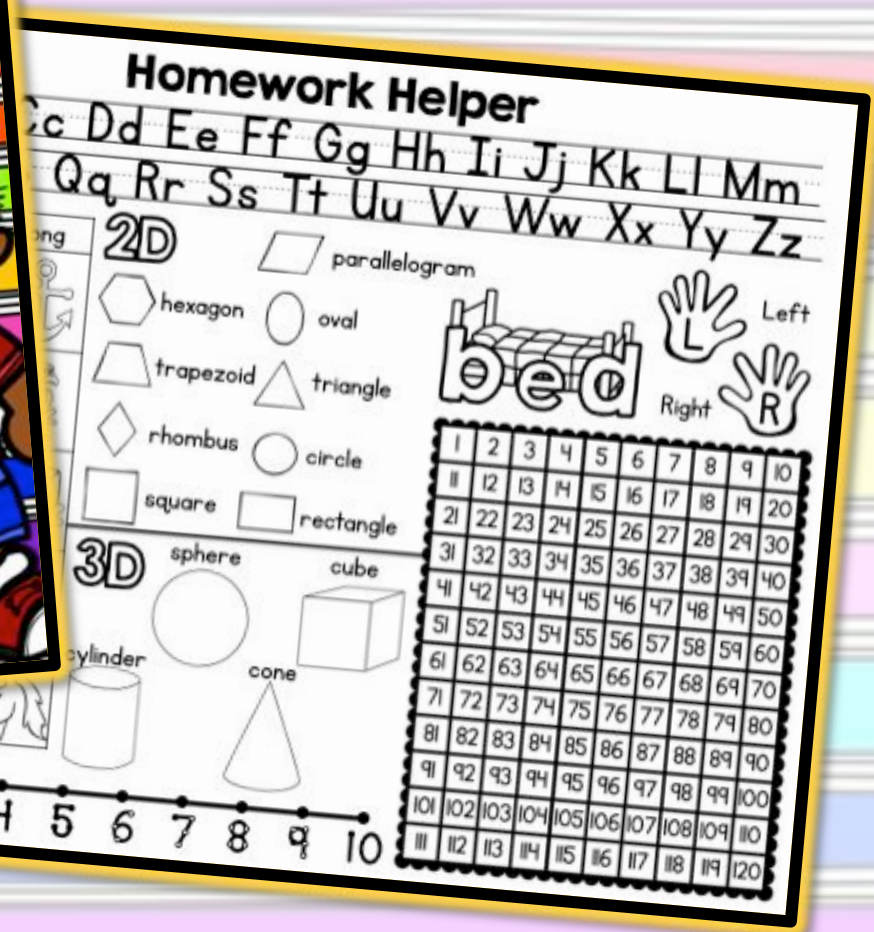 Homework Helper
Cc Dd Ee Ff Gg Hh Ii Jj Kk Ll Mm
Qq Rr Ss Tt Uu Vv Ww Xx Yy Zz
ong
2D
parallelogram
hexagon
oval
trapezoid
triangle
rhombus
circle
square
rectangle
bed
L
Left
Right
R
3D
sphere
cube
cylinder
cone
1 2 3 4 5 6 7 8 9 10
11 12 13 14 15 16 17 18 19 20
21 22 23 24 25 26 27 28 29 30
31 32 33 34 35 36 37 38 39 40
41 42 43 44 45 46 47 48 49 50
51 52 53 54 55 56 57 58 59 60
61 62 63 64 65 66 67 68 69 70
71 72 73 74 75 76 77 78 79 80
81 82 83 84 85 86 87 88 89 90
91 92 93 94 95 96 97 98 99 100
101 102 103 104 105 106 107 108 109 110
111 112 113 114 115 116 117 118 119 120
4 5 6 7 8 9 10